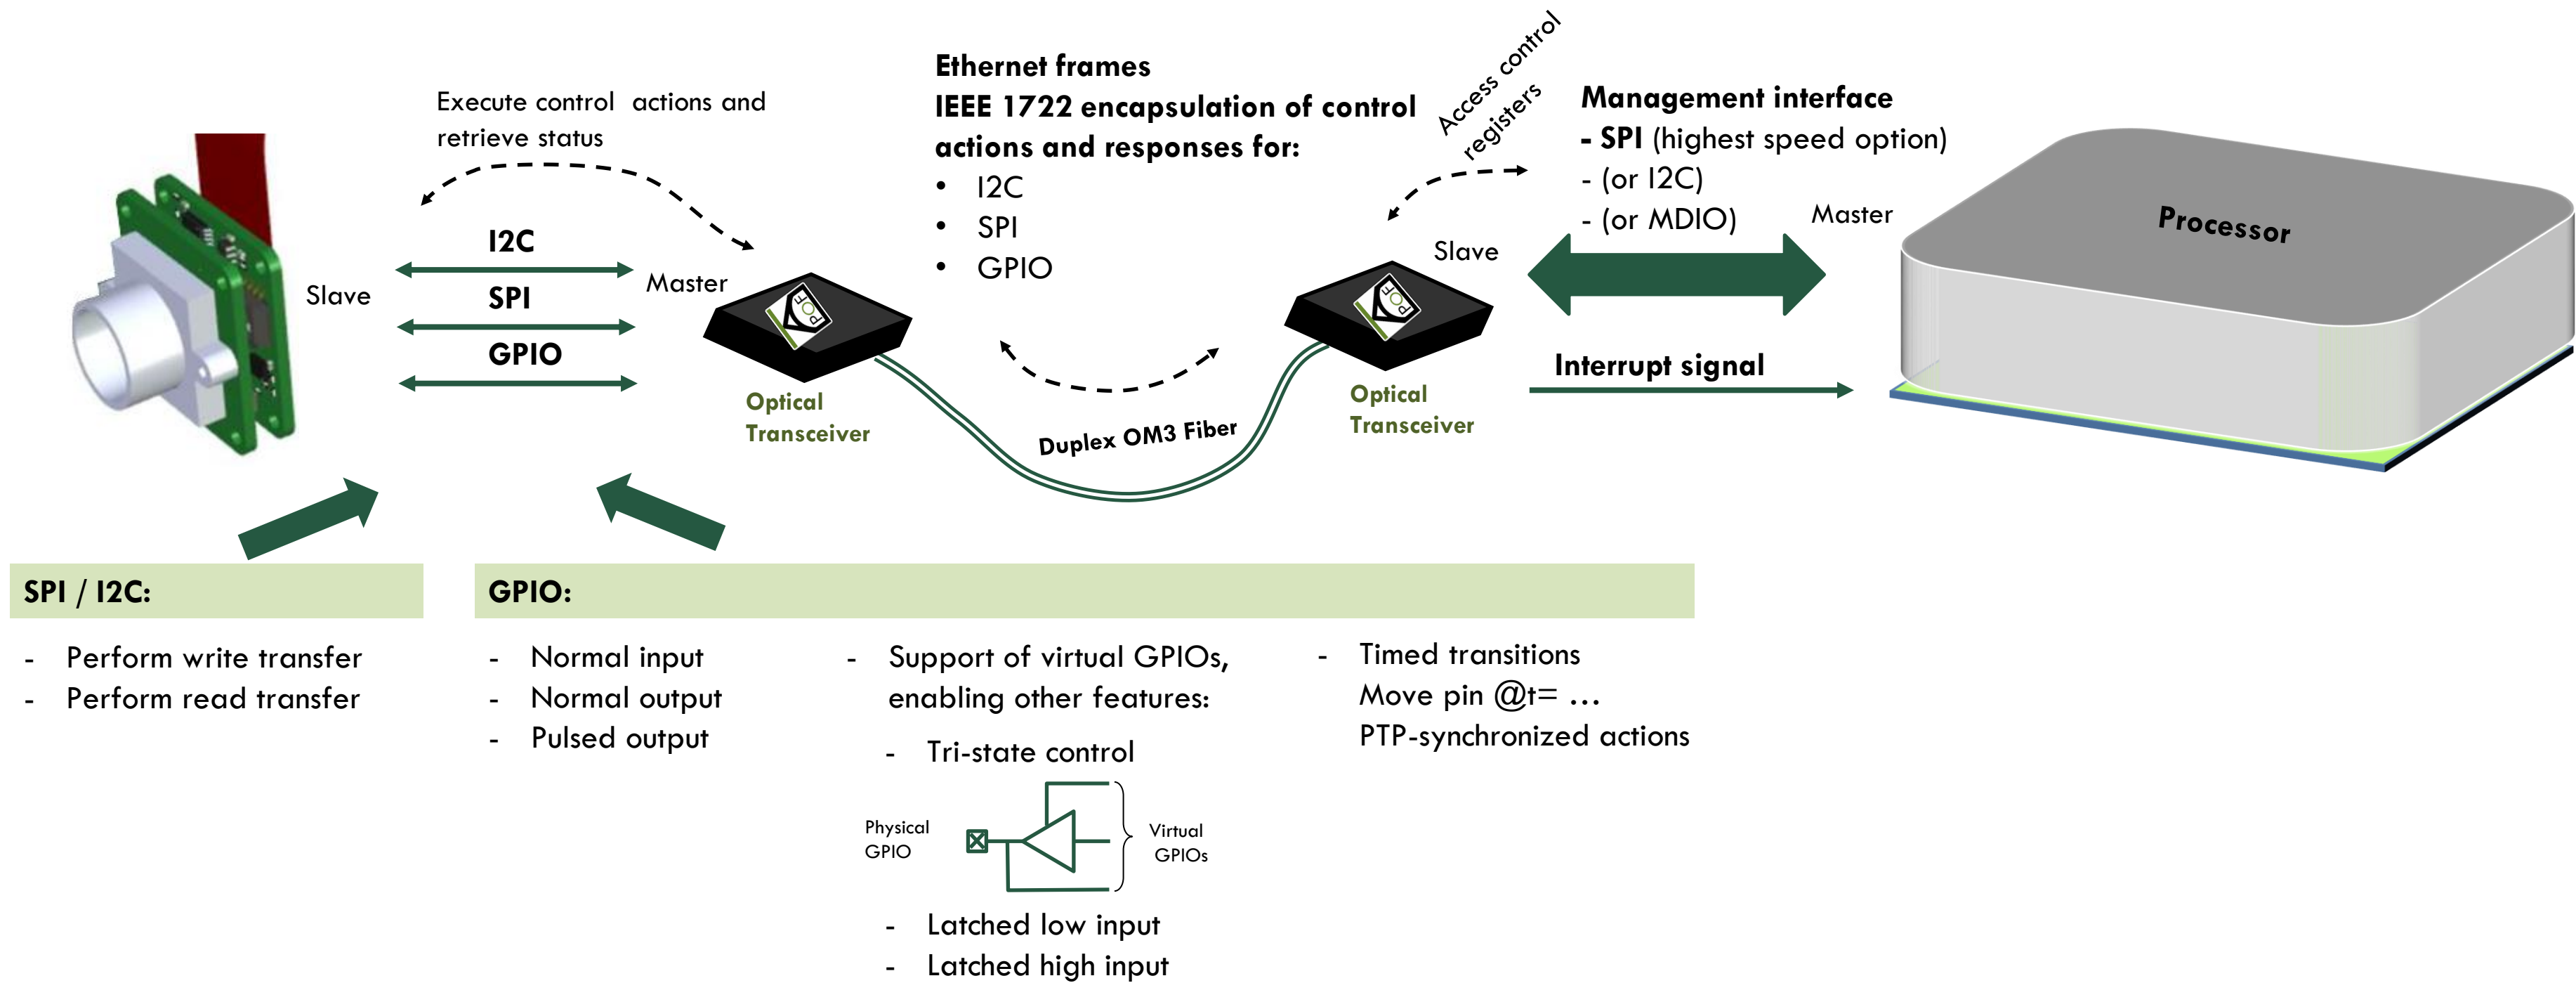 Execute control actions and
retrieve status
Ethernet frames
IEEE 1722 encapsulation of control
actions and responses for:
• I2C
• SPI
• GPIO
Access control
registers
Management interface
- SPI (highest speed option)
- (or I2C)
- (or MDIO)
Master
Processor
Slave
I2C
SPI
GPIO
Master
POF
Optical
Transceiver
Duplex OM3 Fiber
Slave
POF
Optical
Transceiver
Interrupt signal
SPI / I2C:
- Perform write transfer
- Perform read transfer
GPIO:
- Normal input
- Normal output
- Pulsed output
- Support of virtual GPIOs,
enabling other features:
- Tri-state control
Physical
GPIO
Virtual
GPIOs
- Latched low input
- Latched high input
- Timed transitions
Move pin @t= ...
PTP-synchronized actions